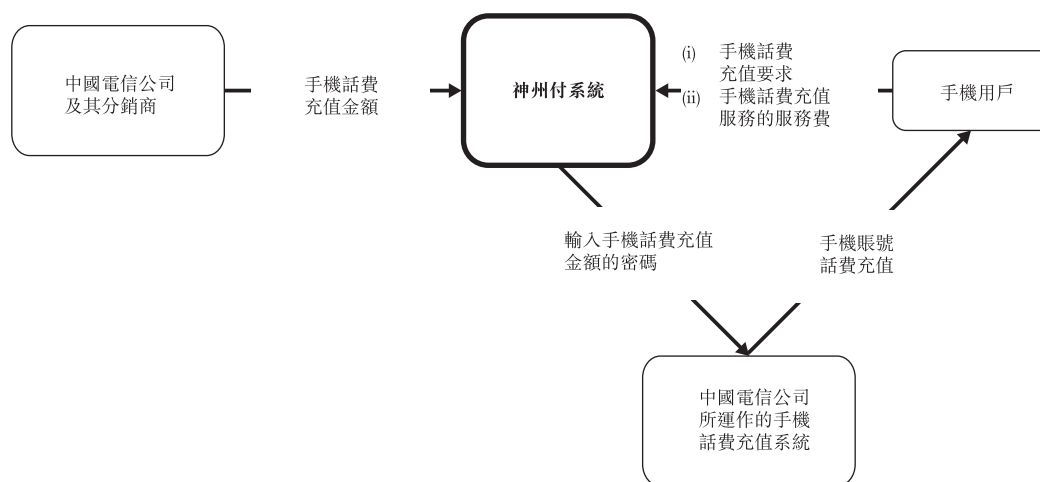 中國電信公司
及其分銷商
手機話費
充值金額
神州付系統
(i) 手機話費
充值要求
(ii) 手機話費充值
服務的服務費
手機用戶
輸入手機話費充值
金額的密碼
手機賬號
話費充值
中國電信公司
所運作的手機
話費充值系統